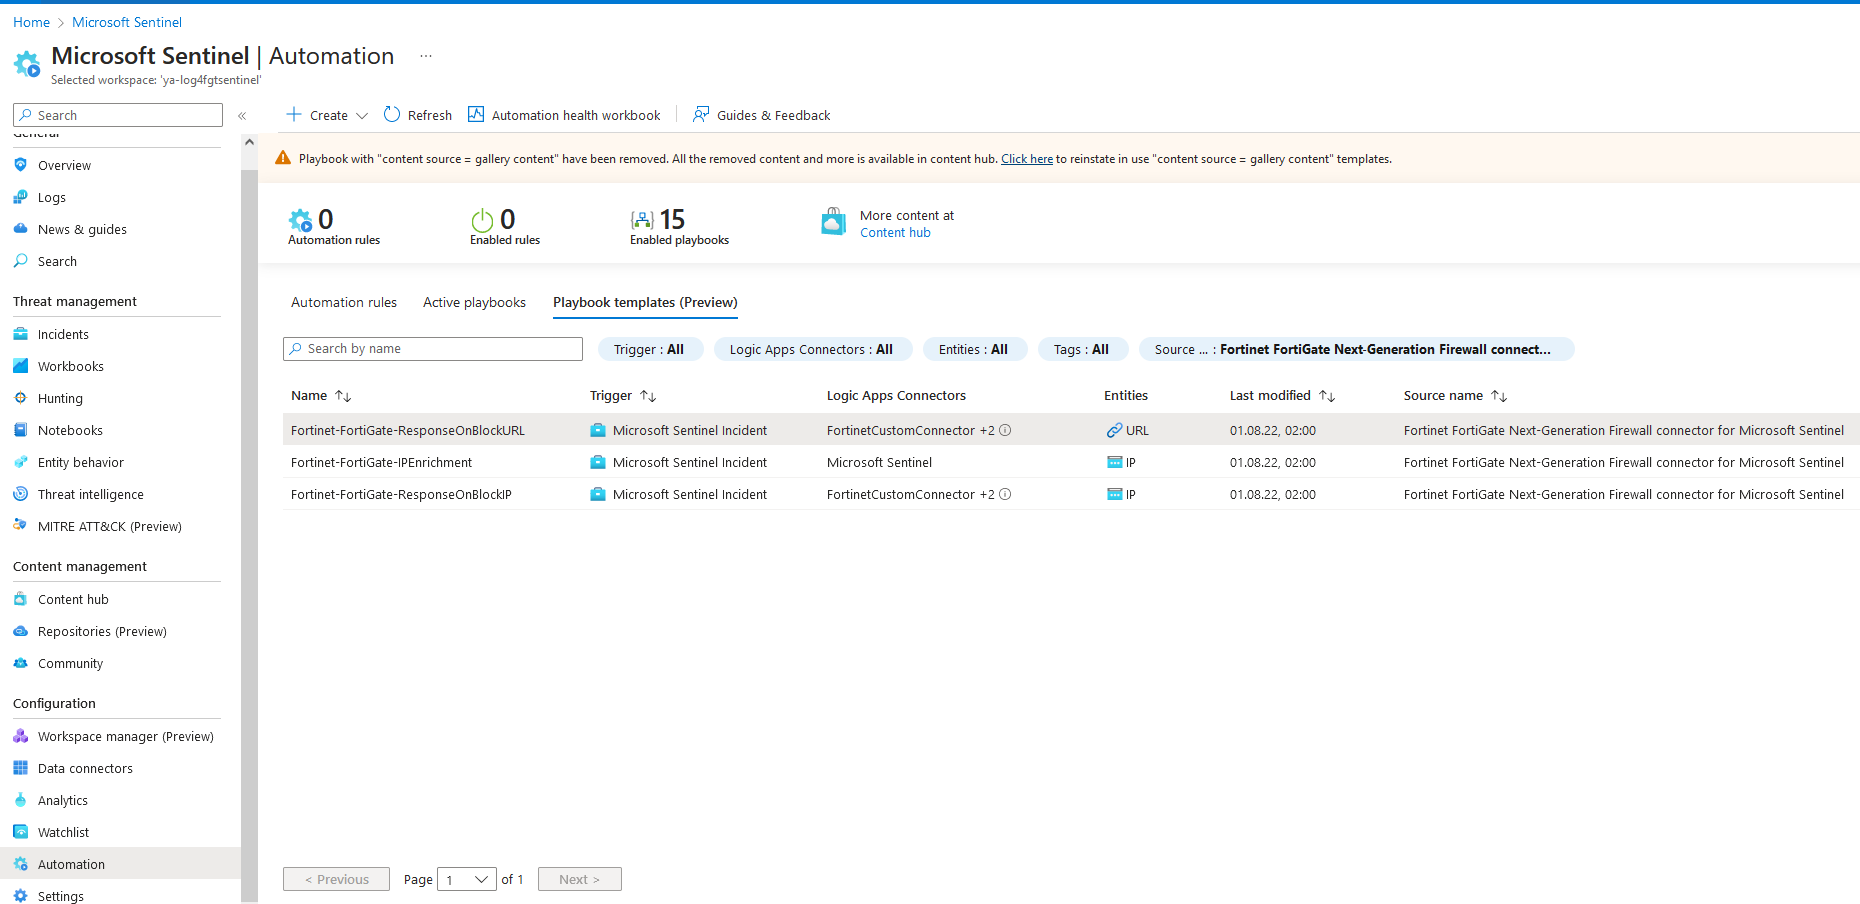 Home > Microsoft Sentinel
Microsoft Sentinel | Automation ...
Selected workspace: 'ya-log4fgtsentinel'
Search «
General
Overview
Logs
News & guides
Search
Threat management
Incidents
Workbooks
Hunting
Notebooks
Entity behavior
Threat intelligence
MITRE ATT&CK (Preview)
Content management
Content hub
Repositories (Preview)
Community
Configuration
Workspace manager (Preview)
Data connectors
Analytics
Watchlist
Automation
Settings
Create Refresh Automation health workbook Guides & Feedback
Playbook with "content source = gallery content" have been removed. All the removed content and more is available in content hub. Click here to reinstate in use "content source = gallery content" templates.
0 0 15 More content at
Automation rules Enabled rules Enabled playbooks Content hub
Automation rules Active playbooks Playbook templates (Preview)
Search by name Trigger : All Logic Apps Connectors : All Entities : All Tags : All Source ... : Fortinet FortiGate Next-Generation Firewall connect...
Name ↑↓ Trigger ↑↓ Logic Apps Connectors Entities Last modified ↑↓ Source name ↑↓
Fortinet-FortiGate-ResponseOnBlockURL Microsoft Sentinel Incident FortinetCustomConnector +2 URL 01.08.22, 02:00 Fortinet FortiGate Next-Generation Firewall connector for Microsoft Sentinel
Fortinet-FortiGate-IPEnrichment Microsoft Sentinel Incident Microsoft Sentinel IP 01.08.22, 02:00 Fortinet FortiGate Next-Generation Firewall connector for Microsoft Sentinel
Fortinet-FortiGate-ResponseOnBlockIP Microsoft Sentinel Incident FortinetCustomConnector +2 IP 01.08.22, 02:00 Fortinet FortiGate Next-Generation Firewall connector for Microsoft Sentinel
< Previous Page 1 of 1 Next >